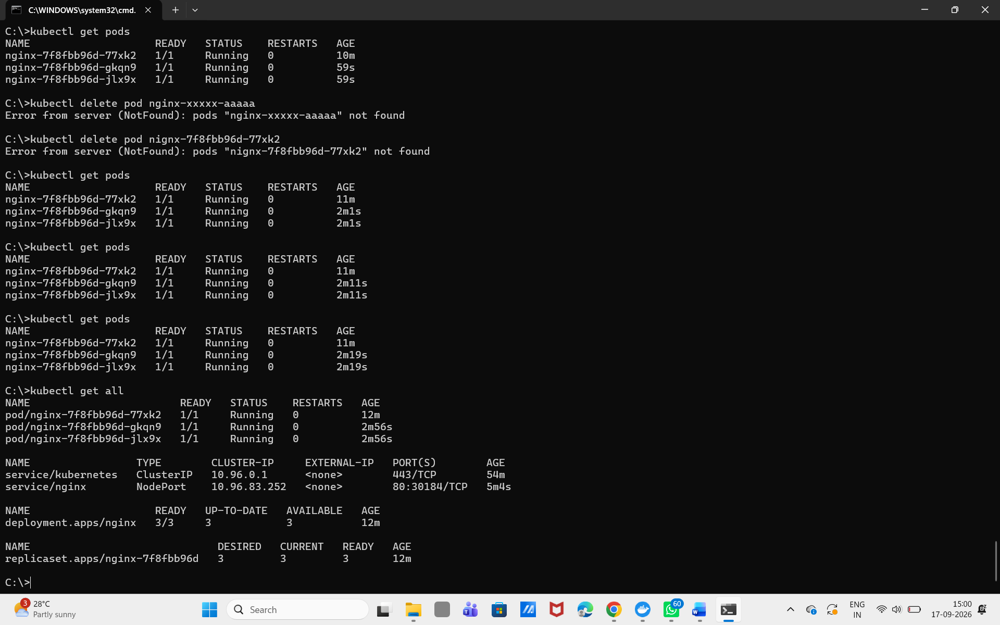 C:\WINDOWS\system32\cmd.
C:\>kubectl get pods
NAME                    READY   STATUS    RESTARTS   AGE
nginx-7f8fbb96d-77xk2   1/1     Running   0          10m
nginx-7f8fbb96d-gkqn9   1/1     Running   0          59s
nginx-7f8fbb96d-jlx9x   1/1     Running   0          59s
C:\>kubectl delete pod nginx-xxxxx-aaaaa
Error from server (NotFound): pods "nginx-xxxxx-aaaaa" not found
C:\>kubectl delete pod nignx-7f8fbb96d-77xk2
Error from server (NotFound): pods "nignx-7f8fbb96d-77xk2" not found
C:\>kubectl get pods
NAME                    READY   STATUS    RESTARTS   AGE
nginx-7f8fbb96d-77xk2   1/1     Running   0          11m
nginx-7f8fbb96d-gkqn9   1/1     Running   0          2m1s
nginx-7f8fbb96d-jlx9x   1/1     Running   0          2m1s
C:\>kubectl get pods
NAME                    READY   STATUS    RESTARTS   AGE
nginx-7f8fbb96d-77xk2   1/1     Running   0          11m
nginx-7f8fbb96d-gkqn9   1/1     Running   0          2m11s
nginx-7f8fbb96d-jlx9x   1/1     Running   0          2m11s
C:\>kubectl get pods
NAME                    READY   STATUS    RESTARTS   AGE
nginx-7f8fbb96d-77xk2   1/1     Running   0          11m
nginx-7f8fbb96d-gkqn9   1/1     Running   0          2m19s
nginx-7f8fbb96d-jlx9x   1/1     Running   0          2m19s
C:\>kubectl get all
NAME                        READY   STATUS    RESTARTS   AGE
pod/nginx-7f8fbb96d-77xk2   1/1     Running   0          12m
pod/nginx-7f8fbb96d-gkqn9   1/1     Running   0          2m56s
pod/nginx-7f8fbb96d-jlx9x   1/1     Running   0          2m56s
NAME                 TYPE        CLUSTER-IP     EXTERNAL-IP   PORT(S)        AGE
service/kubernetes   ClusterIP   10.96.0.1      <none>        443/TCP        54m
service/nginx        NodePort    10.96.83.252   <none>        80:30184/TCP   5m4s
NAME                    READY   UP-TO-DATE   AVAILABLE   AGE
deployment.apps/nginx   3/3     3            3           12m
NAME                              DESIRED   CURRENT   READY   AGE
replicaset.apps/nginx-7f8fbb96d   3         3         3       12m
C:\>
3
28°C
Partly sunny
Search
60
ENG
IN
15:00
17-09-2026